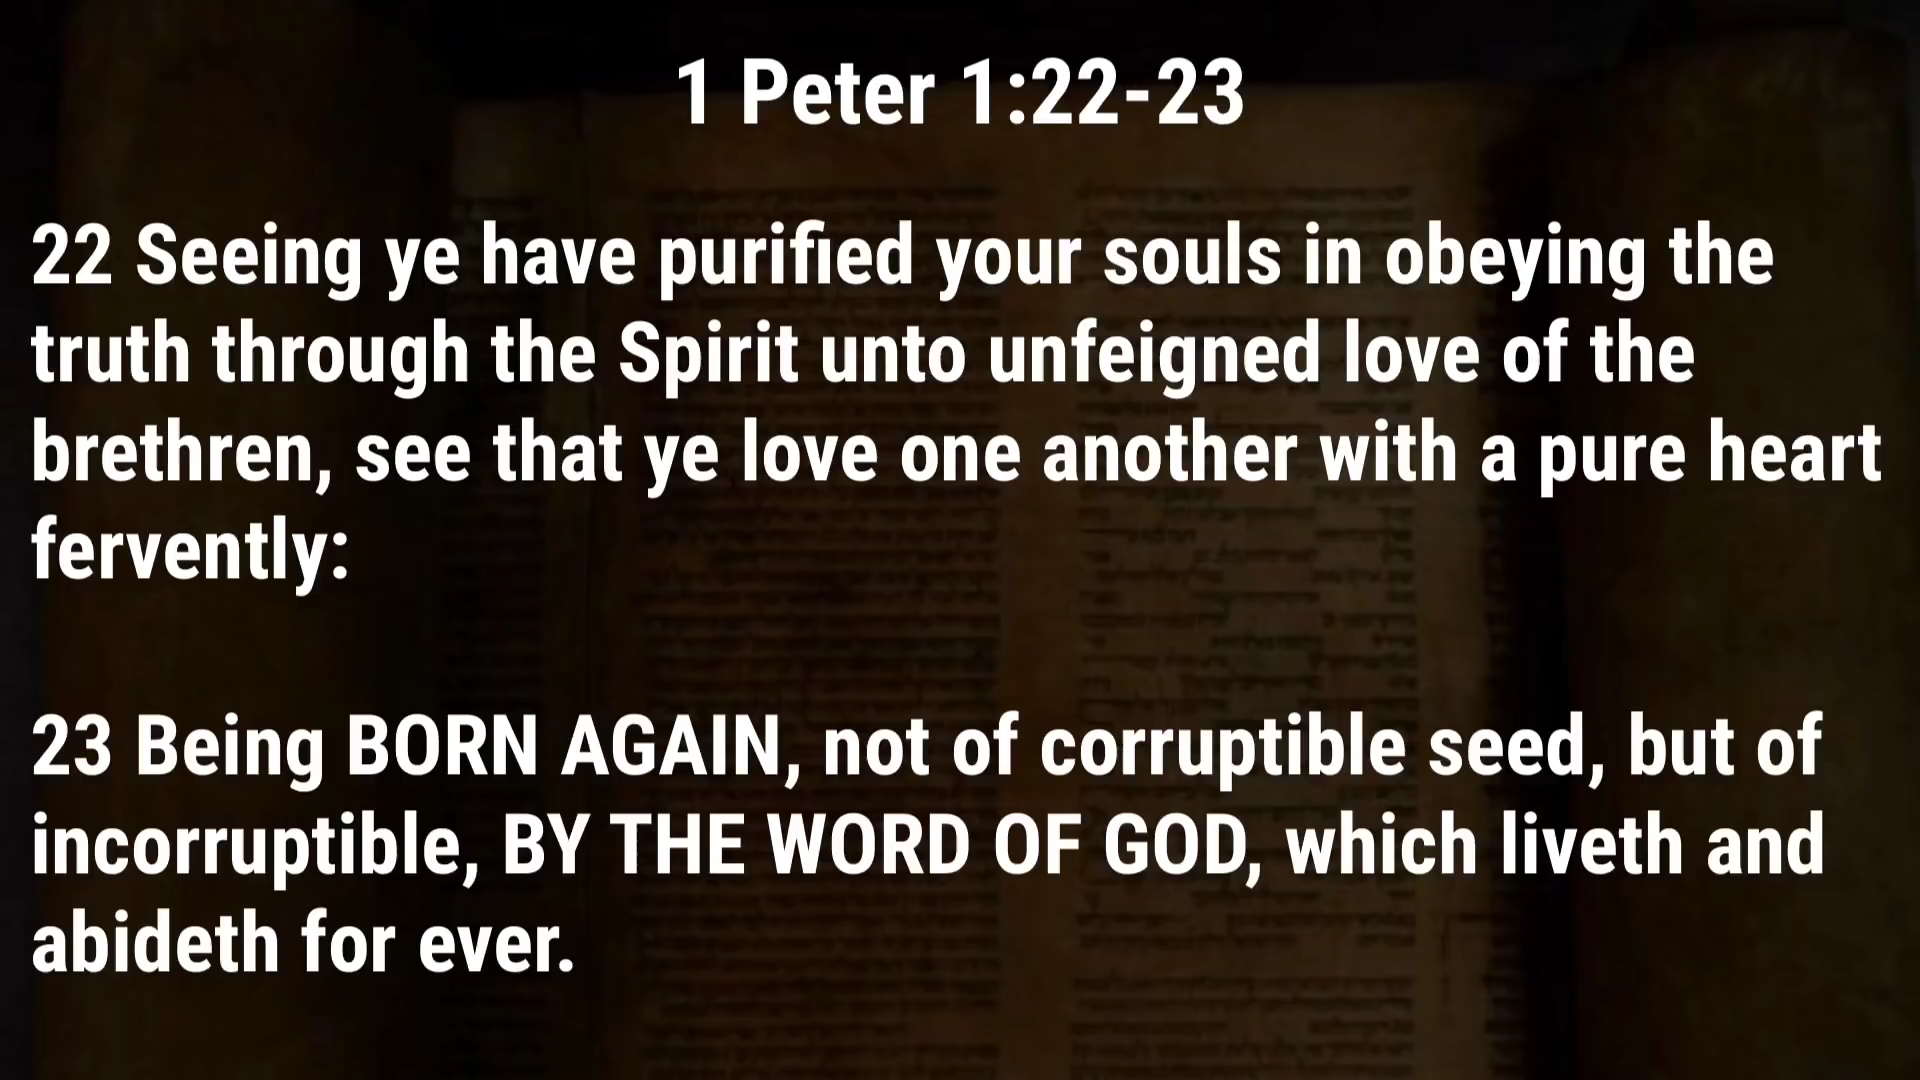 1 Peter 1:22-23
22 Seeing ye have purified your souls in obeying the
truth through the Spirit unto unfeigned love of the
brethren, see that ye love one another with a pure heart
fervently:
23 Being BORN AGAIN, not of corruptible seed, but of
incorruptible, BY THE WORD OF GOD, which liveth and
abideth for ever.